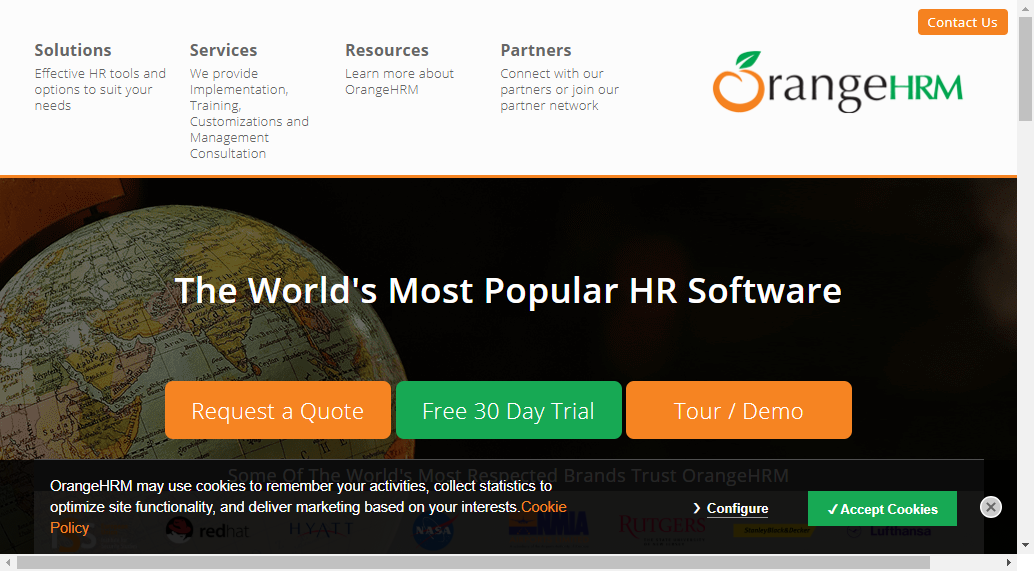 Contact Us
Solutions
Effective HR tools and
options to suit your
needs
Services
We provide
Implementation,
Training,
Customizations and
Management
Consultation
Resources
Learn more about
OrangeHRM
Partners
Connect with our
partners or join our
partner network
OrangeHRM
The World's Most Popular HR Software
Request a Quote
Free 30 Day Trial
Tour / Demo
Some Of The World's Most Respected Brands Trust OrangeHRM
OrangeHRM may use cookies to remember your activities, collect statistics to
optimize site functionality, and deliver marketing based on your interests.Cookie
Policy
❯ Configure
✓Accept Cookies
redhat
HYATT
NASA
NMIA
RUTGERS
StanleyBlack&Decker
Lufthansa